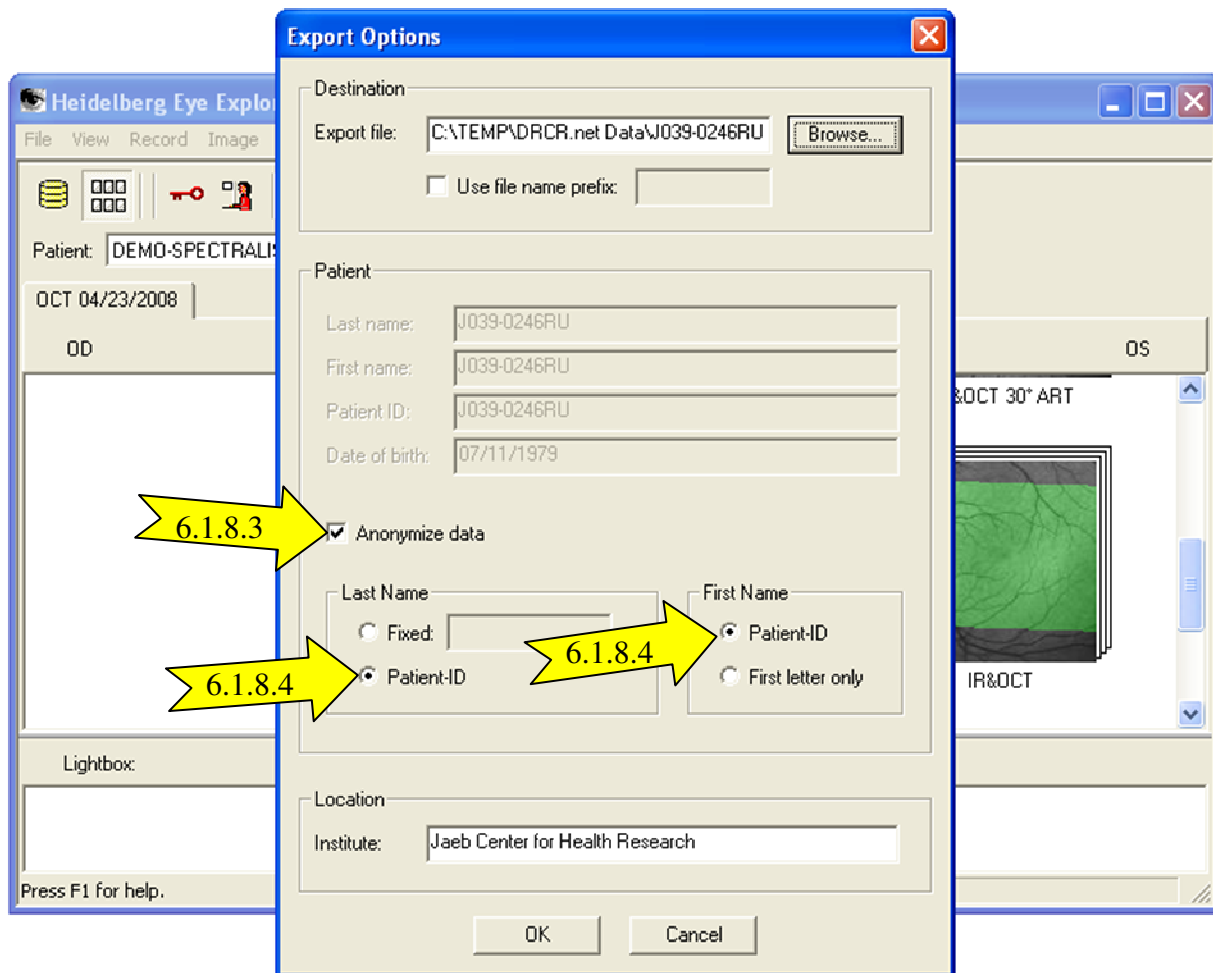 Export Options
Heidelberg Eye Explo
File View Record Image
Patient: DEMO-SPECTRALIS
OCT 04/23/2008
OD
OS
Destination
Export file: C:\TEMP\DRCR.net Data\J039-0246RU Browse...
Use file name prefix:
Patient
Last name: J039-0246RU
First name: J039-0246RU
Patient ID: J039-0246RU
Date of birth: 07/11/1979
&OCT 30° ART
6.1.8.3 Anonymize data
Last Name
Fixed:
6.1.8.4 Patient-ID
First Name
6.1.8.4 Patient-ID
First letter only
IR&OCT
Lightbox:
Location
Institute: Jaeb Center for Health Research
Press F1 for help.
OK Cancel